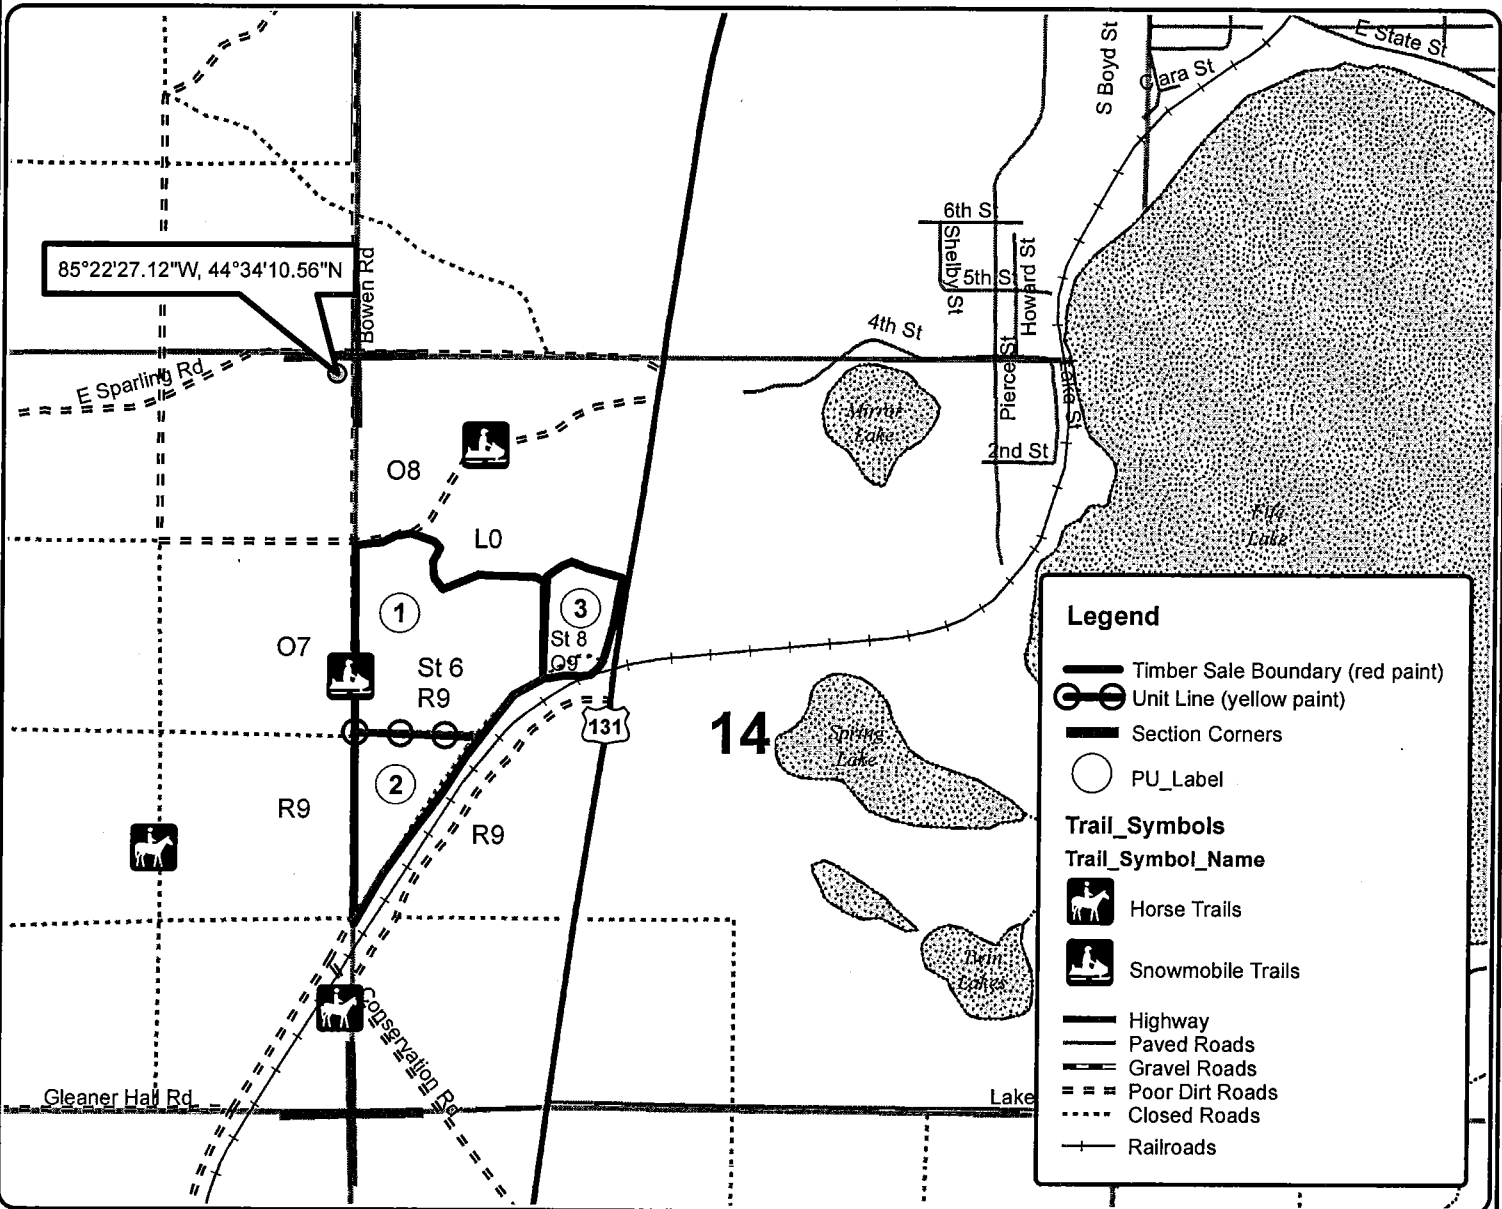 E State St
S Boyd St
Clara St
6th St
Shelby St
5th St
Howard St
85°22'27.12"W, 44°34'10.56"N
Bowen Rd
4th St
E Sparling Rd
Pierce St
Lake St
Mirror
Lake
2nd St
O8
L0
Fife
Lake
1
3
St 8
O9
O7
St 6
R9
131
14
Spring
Lake
2
R9
R9
Twin
Lakes
Conservation Rd
Gleaner Hall Rd
Lake
Legend
Timber Sale Boundary (red paint)
Unit Line (yellow paint)
Section Corners
PU_Label
Trail_Symbols
Trail_Symbol_Name
Horse Trails
Snowmobile Trails
Highway
Paved Roads
Gravel Roads
Poor Dirt Roads
Closed Roads
Railroads